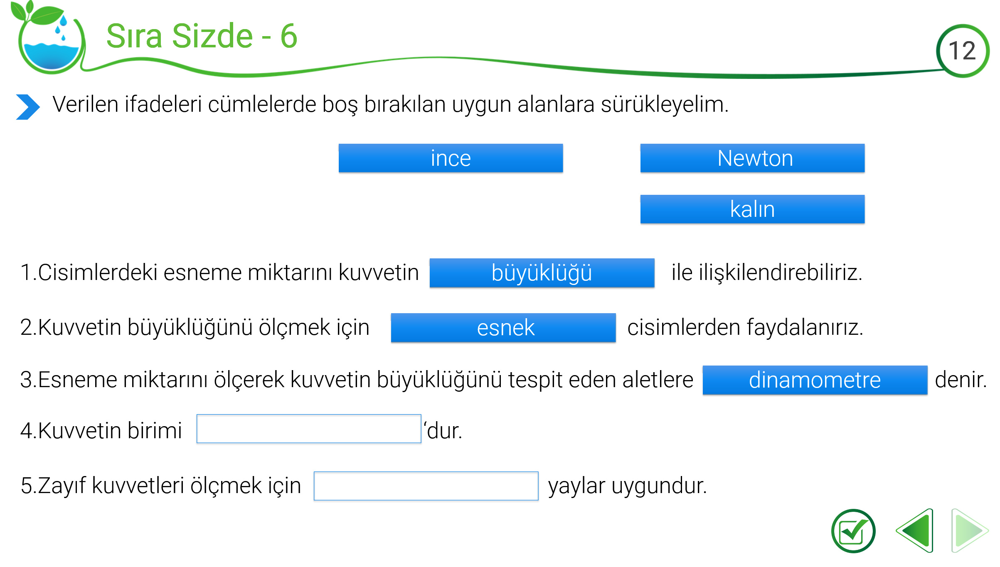 Sıra Sizde - 6
12
Verilen ifadeleri cümlelerde boş bırakılan uygun alanlara sürükleyelim.
ince
Newton
kalın
1.Cisimlerdeki esneme miktarını kuvvetin büyüklüğü ile ilişkilendirebiliriz.
2.Kuvvetin büyüklüğünü ölçmek için esnek cisimlerden faydalanırız.
3.Esneme miktarını ölçerek kuvvetin büyüklüğünü tespit eden aletlere dinamometre denir.
4.Kuvvetin birimi ‘dur.
5.Zayıf kuvvetleri ölçmek için yaylar uygundur.